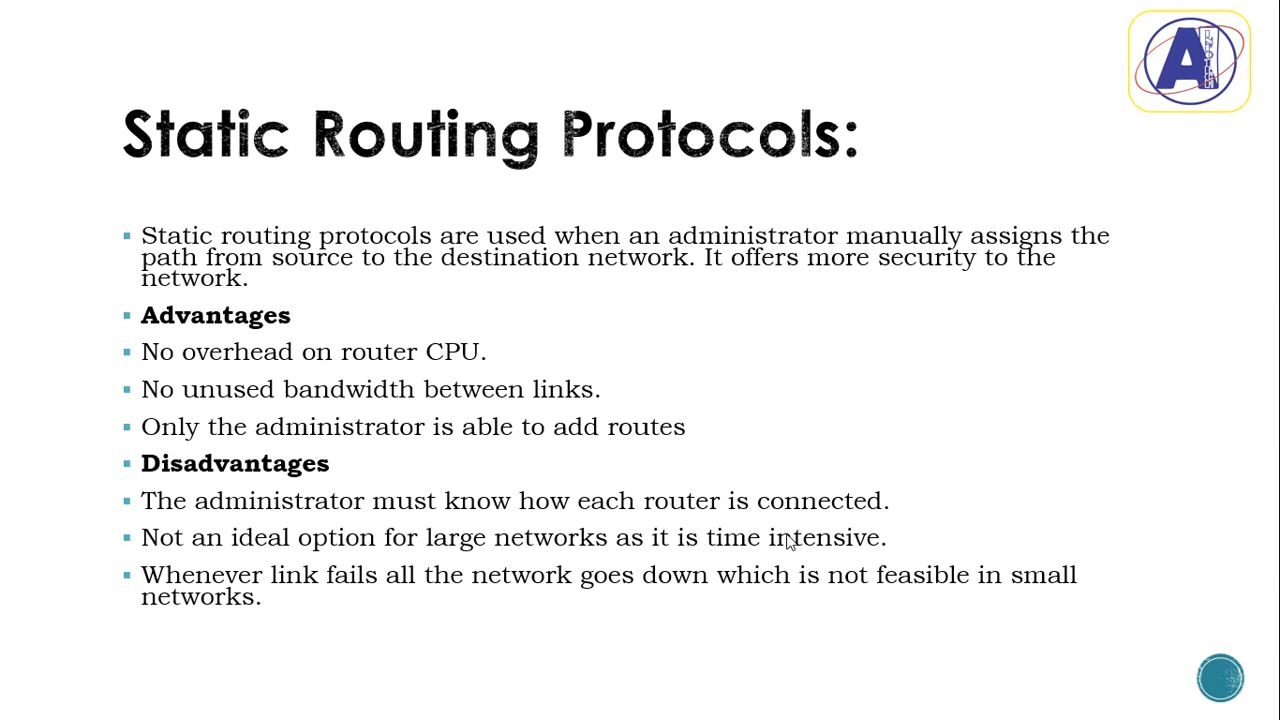 Static Routing Protocols:
▪ Static routing protocols are used when an administrator manually assigns the
path from source to the destination network. It offers more security to the
network.
▪ Advantages
▪ No overhead on router CPU.
▪ No unused bandwidth between links.
▪ Only the administrator is able to add routes
▪ Disadvantages
▪ The administrator must know how each router is connected.
▪ Not an ideal option for large networks as it is time intensive.
▪ Whenever link fails all the network goes down which is not feasible in small
networks.